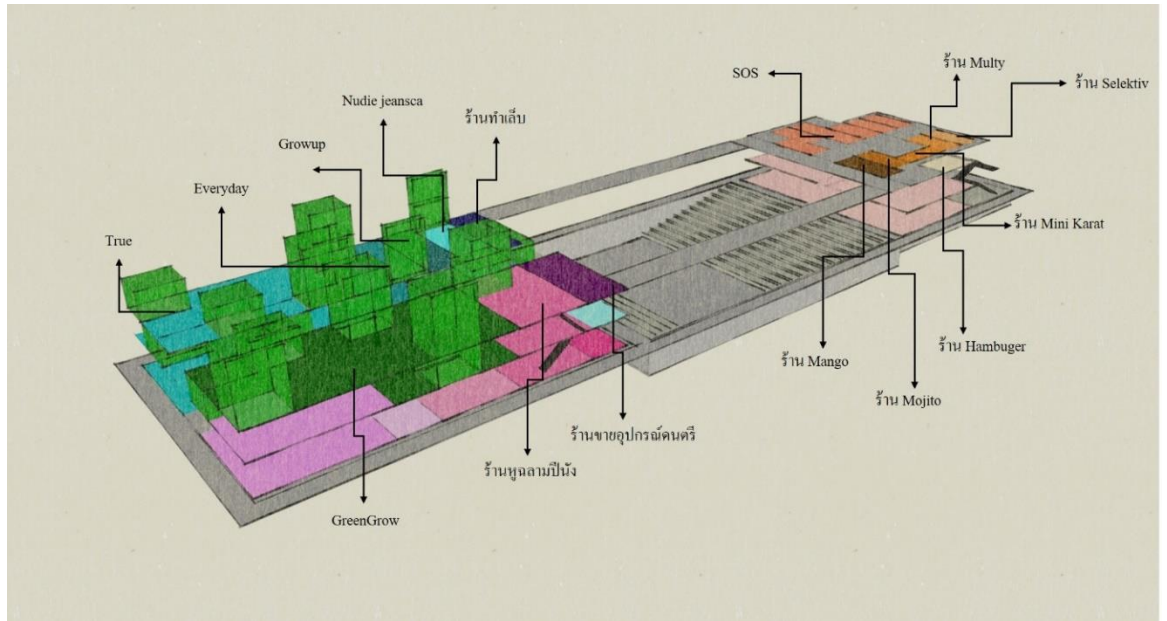 ร้าน Multy
SOS
ร้าน Selektiv
Nudie jeansca
ร้านทำเล็บ
Growup
Everyday
True
ร้าน Mini Karat
ร้าน Hambuger
ร้าน Mango
ร้าน Mojito
ร้านขายอุปกรณ์ดนตรี
ร้านหูฉลามปีนัง
GreenGrow